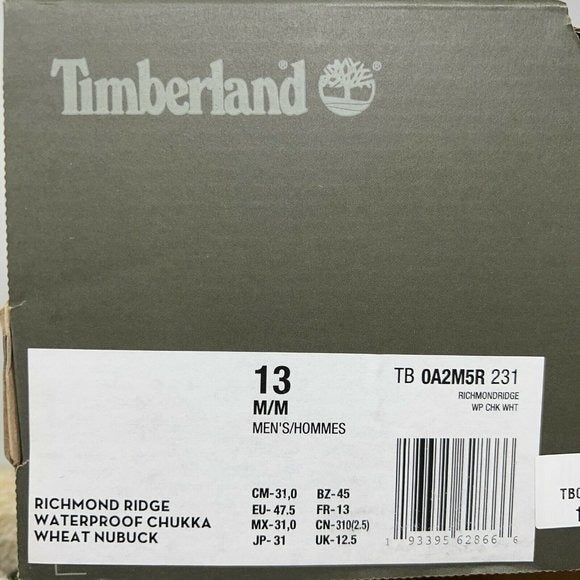 Timberland
13
M/M
MEN'S/HOMMES
TB 0A2M5R 231
RICHMONDRIDGE
WP CHK WHT
CM-31,0 BZ-45
EU- 47.5 FR-13
MX-31,0 CN-310(2.5)
JP- 31 UK-12.5
RICHMOND RIDGE
WATERPROOF CHUKKA
WHEAT NUBUCK
1 93395 62866 6